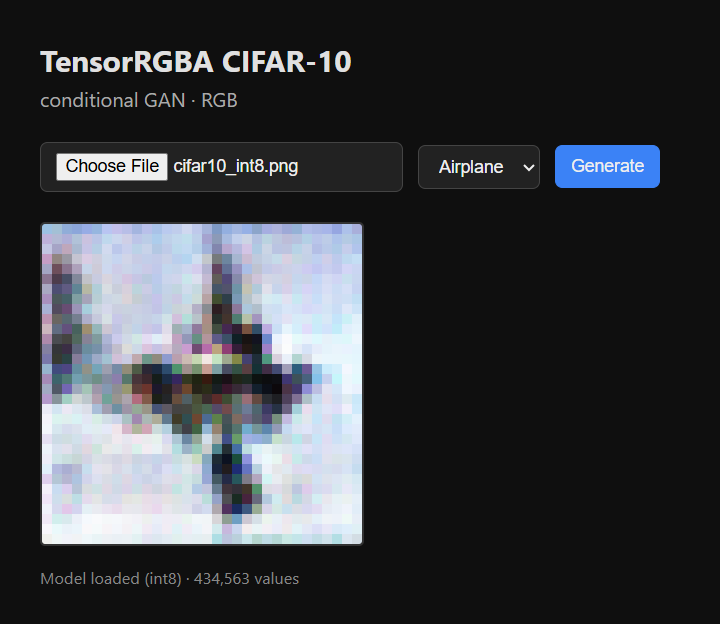 TensorRGBA CIFAR-10
conditional GAN · RGB
Choose File cifar10_int8.png Airplane Generate
Model loaded (int8) · 434,563 values